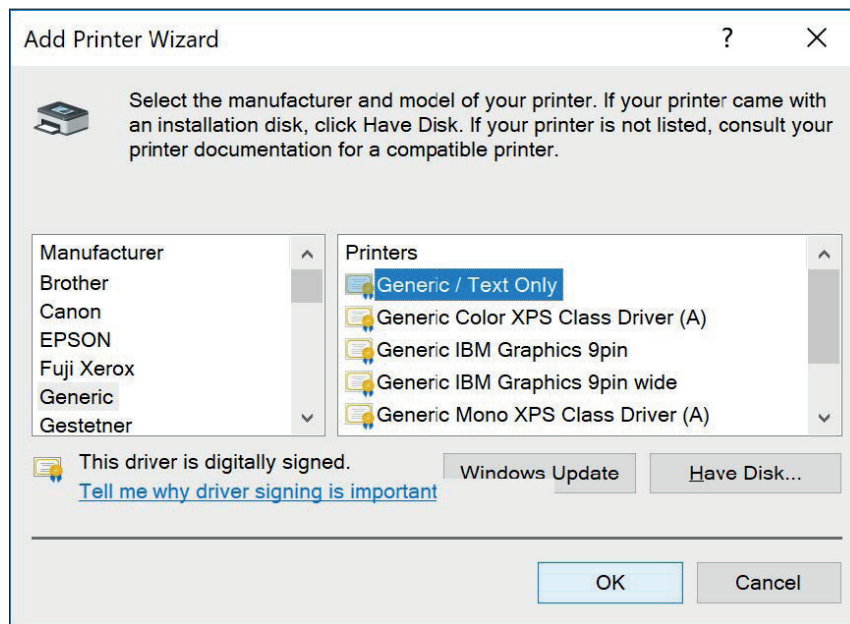 Add Printer Wizard
?
Select the manufacturer and model of your printer. If your printer came with
an installation disk, click Have Disk. If your printer is not listed, consult your
printer documentation for a compatible printer.
Manufacturer
Brother
Canon
EPSON
Fuji Xerox
Generic
Gestetner
Printers
Generic / Text Only
Generic Color XPS Class Driver (A)
Generic IBM Graphics 9pin
Generic IBM Graphics 9pin wide
Generic Mono XPS Class Driver (A)
This driver is digitally signed.
Tell me why driver signing is important
Windows Update
Have Disk...
OK
Cancel